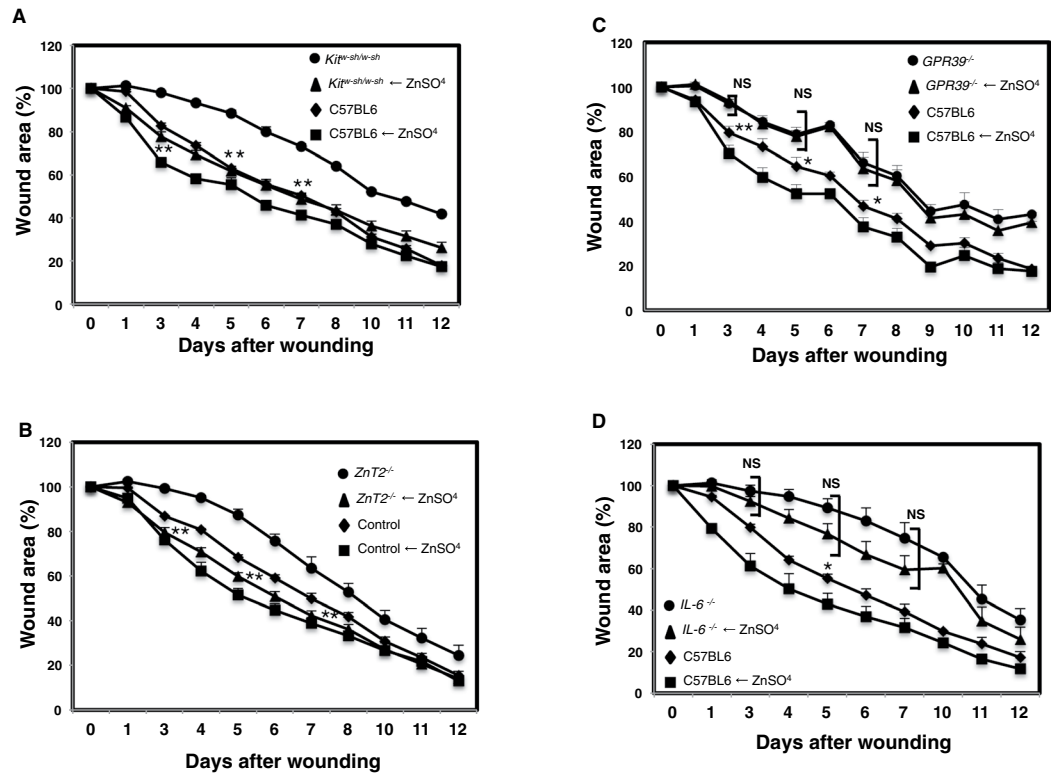 A
120
100
80
60
40
20
0
Wound area (%)
Kitw-sh/w-sh
Kitw-sh/w-sh ← ZnSO4
C57BL6
C57BL6 ← ZnSO4
**
**
**
0 1 3 4 5 6 7 8 10 11 12
Days after wounding
B
120
100
80
60
40
20
0
Wound area (%)
ZnT2-/-
ZnT2-/- ← ZnSO4
Control
Control ← ZnSO4
**
**
**
0 1 3 4 5 6 7 8 10 11 12
Days after wounding
C
120
100
80
60
40
20
0
Wound area (%)
GPR39-/-
GPR39-/- ← ZnSO4
C57BL6
C57BL6 ← ZnSO4
NS
NS
NS
**
*
*
0 1 3 4 5 6 7 8 9 10 11 12
Days after wounding
D
120
100
80
60
40
20
0
Wound area (%)
NS
NS
NS
*
IL-6 -/-
IL-6 -/- ← ZnSO4
C57BL6
C57BL6 ← ZnSO4
0 1 3 4 5 6 7 10 11 12
Days after wounding